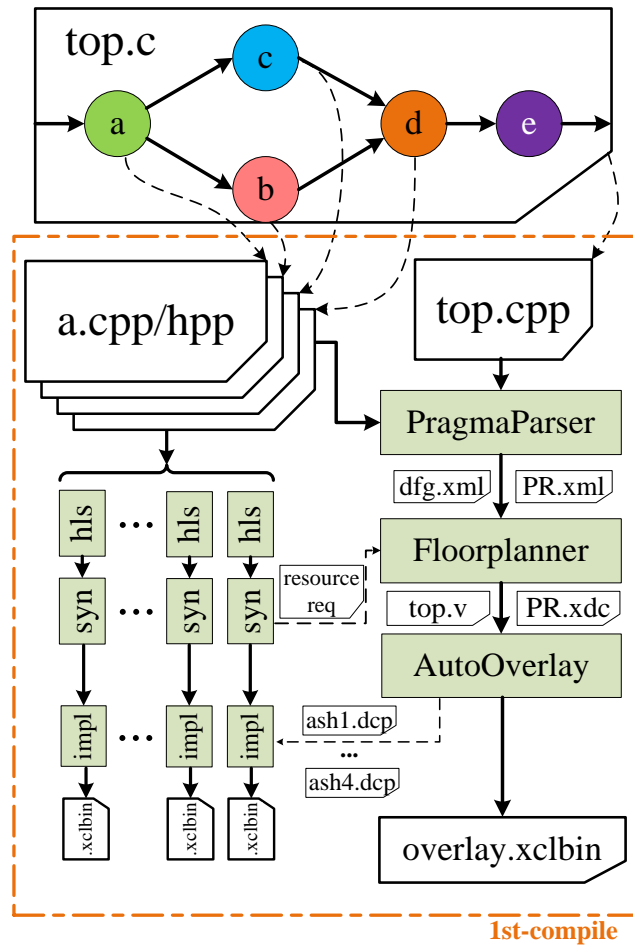 top.c
c
a
d
e
b
a.cpp/hpp
top.cpp
PragmaParser
dfg.xml
PR.xml
hls
...
hls
hls
Floorplanner
resource
req
syn
...
syn
syn
top.v
PR.xdc
AutoOverlay
impl
...
impl
impl
ash1.dcp
...
ash4.dcp
.xclbin
.xclbin
.xclbin
overlay.xclbin
1st-compile